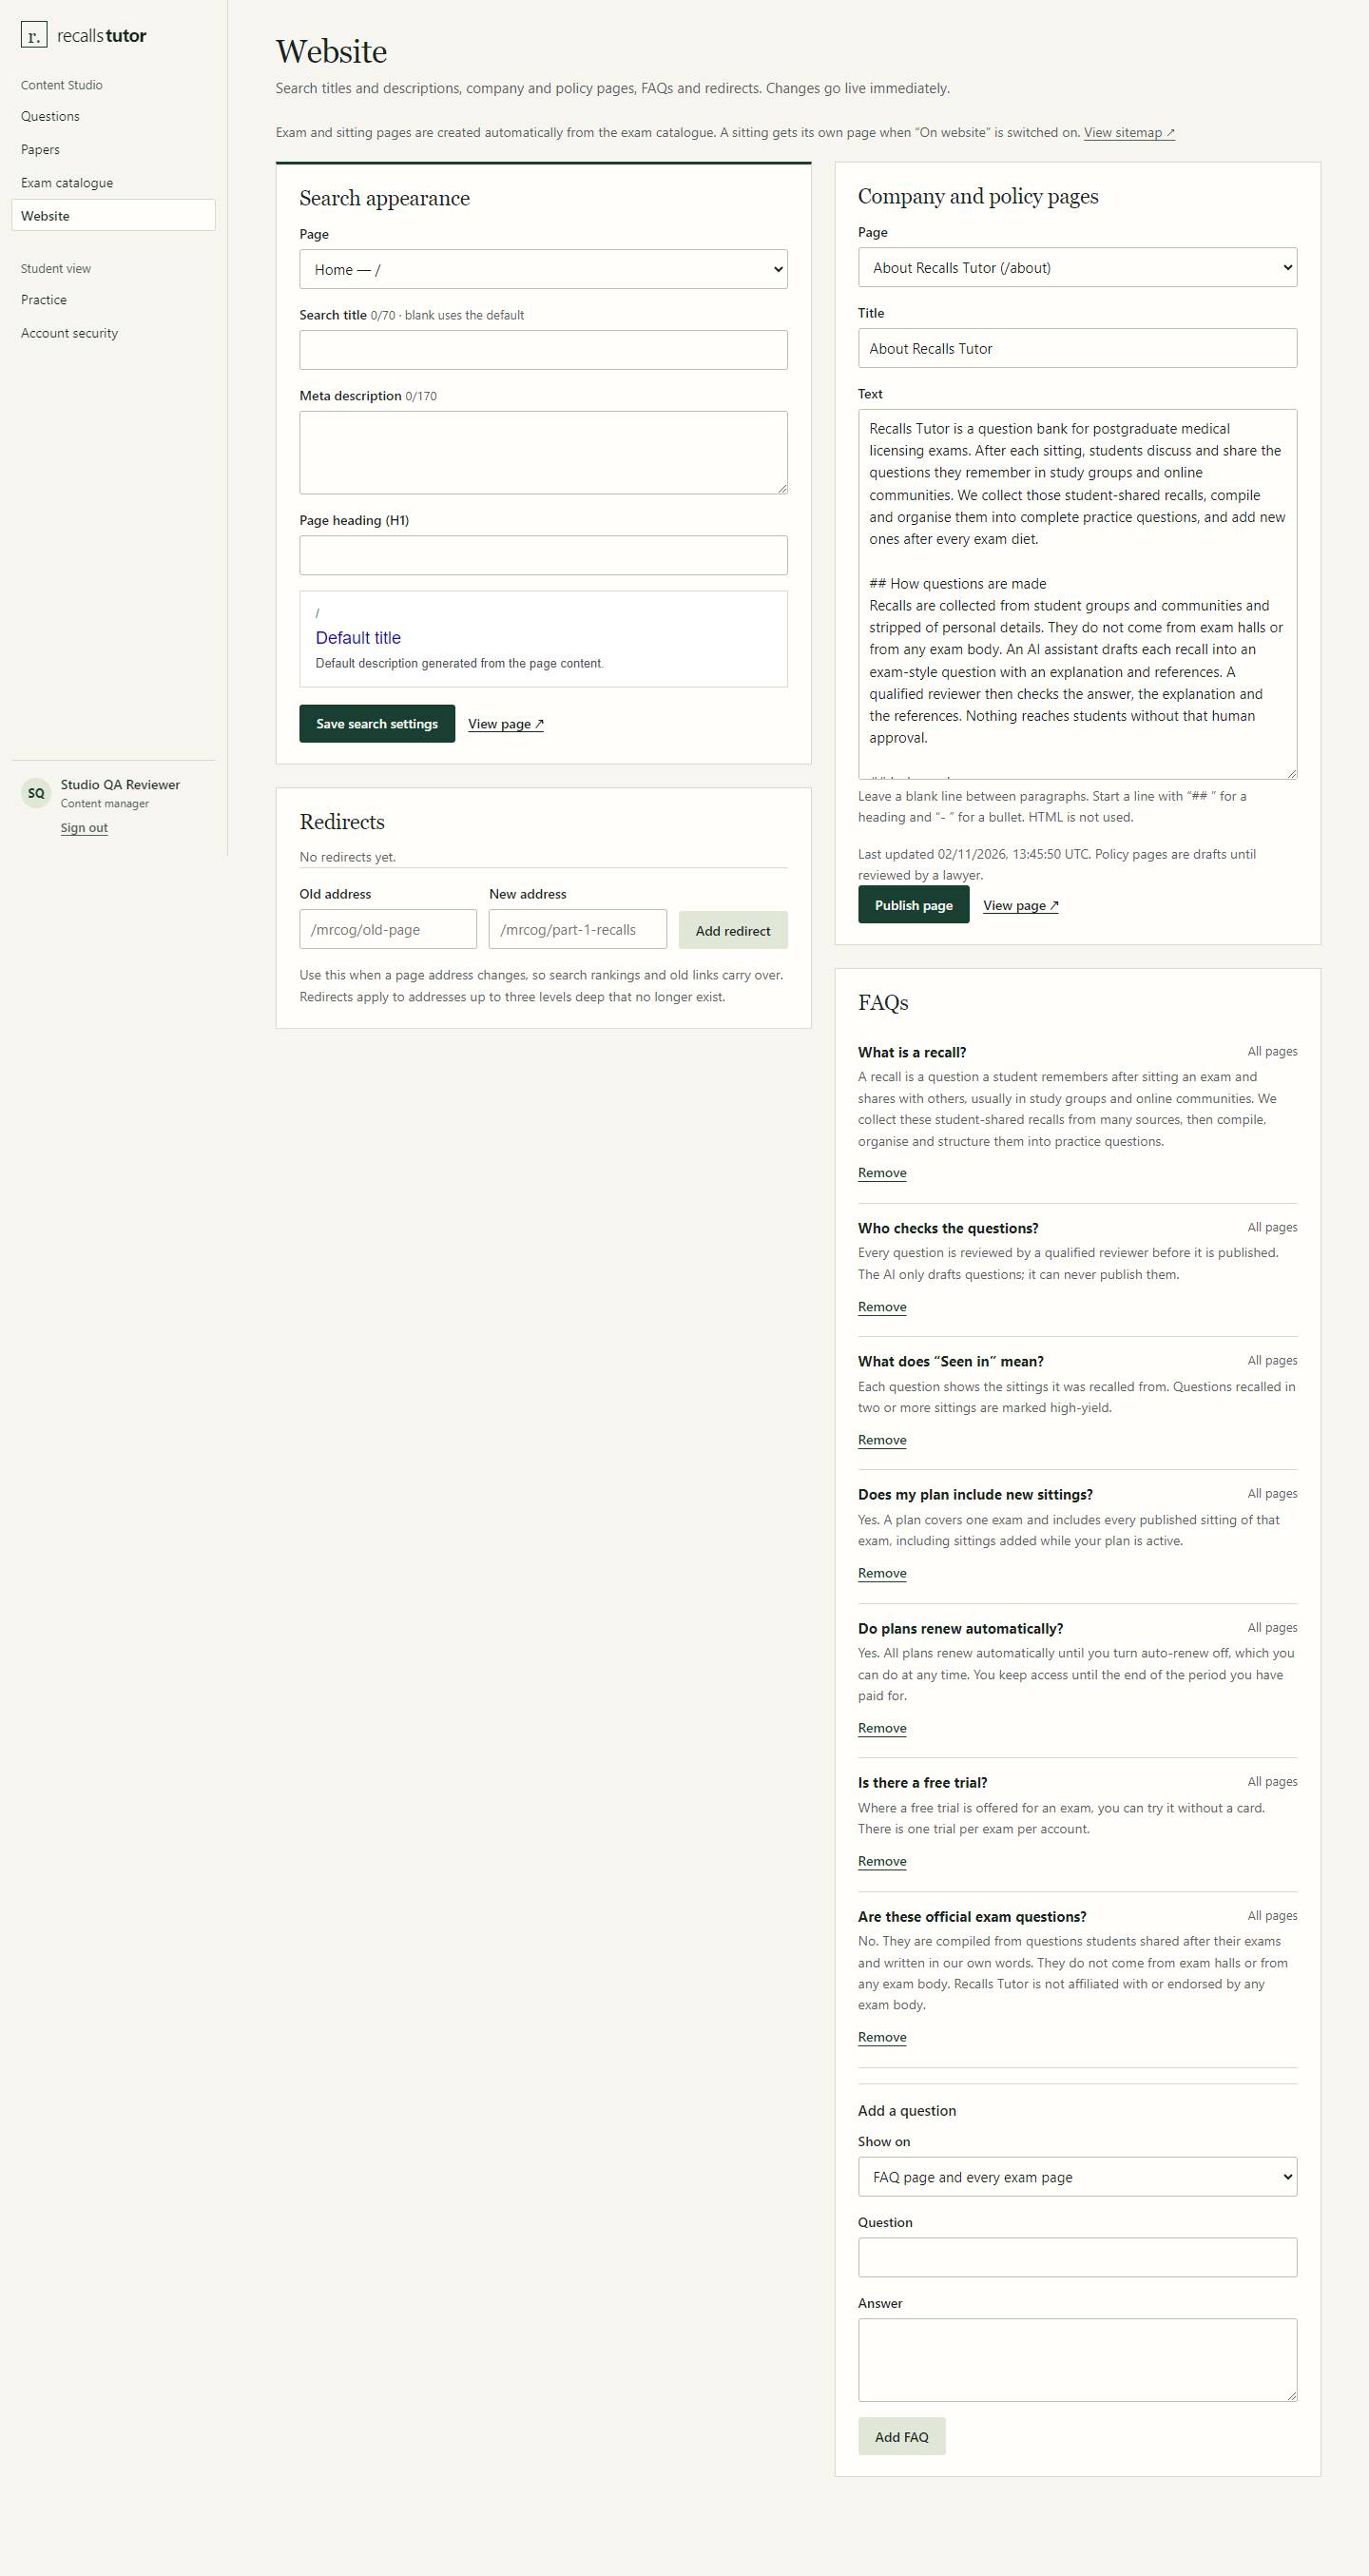 r. recallstutor
Content Studio
Questions
Papers
Exam catalogue
Website
Student view
Practice
Account security
SQ
Studio QA Reviewer
Content manager
Sign out
Website
Search titles and descriptions, company and policy pages, FAQs and redirects. Changes go live immediately.
Exam and sitting pages are created automatically from the exam catalogue. A sitting gets its own page when “On website” is switched on. View sitemap ↗
Search appearance
Page
Home — /
Search title 0/70 · blank uses the default
Meta description 0/170
Page heading (H1)
/
Default title
Default description generated from the page content.
Save search settings View page ↗
Redirects
No redirects yet.
Old address New address
/mrcog/old-page /mrcog/part-1-recalls Add redirect
Use this when a page address changes, so search rankings and old links carry over.
Redirects apply to addresses up to three levels deep that no longer exist.
Company and policy pages
Page
About Recalls Tutor (/about)
Title
About Recalls Tutor
Text
Recalls Tutor is a question bank for postgraduate medical
licensing exams. After each sitting, students discuss and share the
questions they remember in study groups and online
communities. We collect those student-shared recalls, compile
and organise them into complete practice questions, and add new
ones after every exam diet.
## How questions are made
Recalls are collected from student groups and communities and
stripped of personal details. They do not come from exam halls or
from any exam body. An AI assistant drafts each recall into an
exam-style question with an explanation and references. A
qualified reviewer then checks the answer, the explanation and
the references. Nothing reaches students without that human
approval.
Leave a blank line between paragraphs. Start a line with “## ” for a
heading and “- ” for a bullet. HTML is not used.
Last updated 02/11/2026, 13:45:50 UTC. Policy pages are drafts until
reviewed by a lawyer.
Publish page View page ↗
FAQs
What is a recall? All pages
A recall is a question a student remembers after sitting an exam and
shares with others, usually in study groups and online communities. We
collect these student-shared recalls from many sources, then compile,
organise and structure them into practice questions.
Remove
Who checks the questions? All pages
Every question is reviewed by a qualified reviewer before it is published.
The AI only drafts questions; it can never publish them.
Remove
What does “Seen in” mean? All pages
Each question shows the sittings it was recalled from. Questions recalled in
two or more sittings are marked high-yield.
Remove
Does my plan include new sittings? All pages
Yes. A plan covers one exam and includes every published sitting of that
exam, including sittings added while your plan is active.
Remove
Do plans renew automatically? All pages
Yes. All plans renew automatically until you turn auto-renew off, which you
can do at any time. You keep access until the end of the period you have
paid for.
Remove
Is there a free trial? All pages
Where a free trial is offered for an exam, you can try it without a card.
There is one trial per exam per account.
Remove
Are these official exam questions? All pages
No. They are compiled from questions students shared after their exams
and written in our own words. They do not come from exam halls or from
any exam body. Recalls Tutor is not affiliated with or endorsed by any
exam body.
Remove
Add a question
Show on
FAQ page and every exam page
Question
Answer
Add FAQ